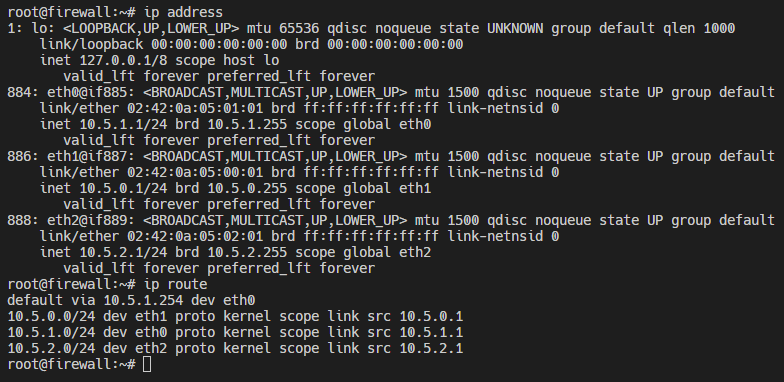 root@firewall:~# ip address
1: lo: <LOOPBACK,UP,LOWER_UP> mtu 65536 qdisc noqueue state UNKNOWN group default qlen 1000
    link/loopback 00:00:00:00:00:00 brd 00:00:00:00:00:00
    inet 127.0.0.1/8 scope host lo
       valid_lft forever preferred_lft forever
884: eth0@if885: <BROADCAST,MULTICAST,UP,LOWER_UP> mtu 1500 qdisc noqueue state UP group default
    link/ether 02:42:0a:05:01:01 brd ff:ff:ff:ff:ff:ff link-netnsid 0
    inet 10.5.1.1/24 brd 10.5.1.255 scope global eth0
       valid_lft forever preferred_lft forever
886: eth1@if887: <BROADCAST,MULTICAST,UP,LOWER_UP> mtu 1500 qdisc noqueue state UP group default
    link/ether 02:42:0a:05:00:01 brd ff:ff:ff:ff:ff:ff link-netnsid 0
    inet 10.5.0.1/24 brd 10.5.0.255 scope global eth1
       valid_lft forever preferred_lft forever
888: eth2@if889: <BROADCAST,MULTICAST,UP,LOWER_UP> mtu 1500 qdisc noqueue state UP group default
    link/ether 02:42:0a:05:02:01 brd ff:ff:ff:ff:ff:ff link-netnsid 0
    inet 10.5.2.1/24 brd 10.5.2.255 scope global eth2
       valid_lft forever preferred_lft forever
root@firewall:~# ip route
default via 10.5.1.254 dev eth0
10.5.0.0/24 dev eth1 proto kernel scope link src 10.5.0.1
10.5.1.0/24 dev eth0 proto kernel scope link src 10.5.1.1
10.5.2.0/24 dev eth2 proto kernel scope link src 10.5.2.1
root@firewall:~#